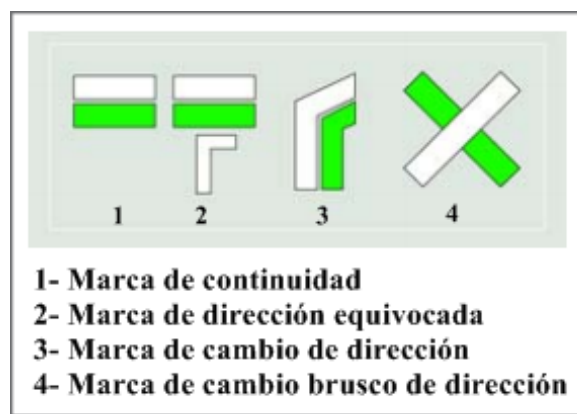 1 2 3 4
1- Marca de continuidad
2- Marca de dirección equivocada
3- Marca de cambio de dirección
4- Marca de cambio brusco de dirección